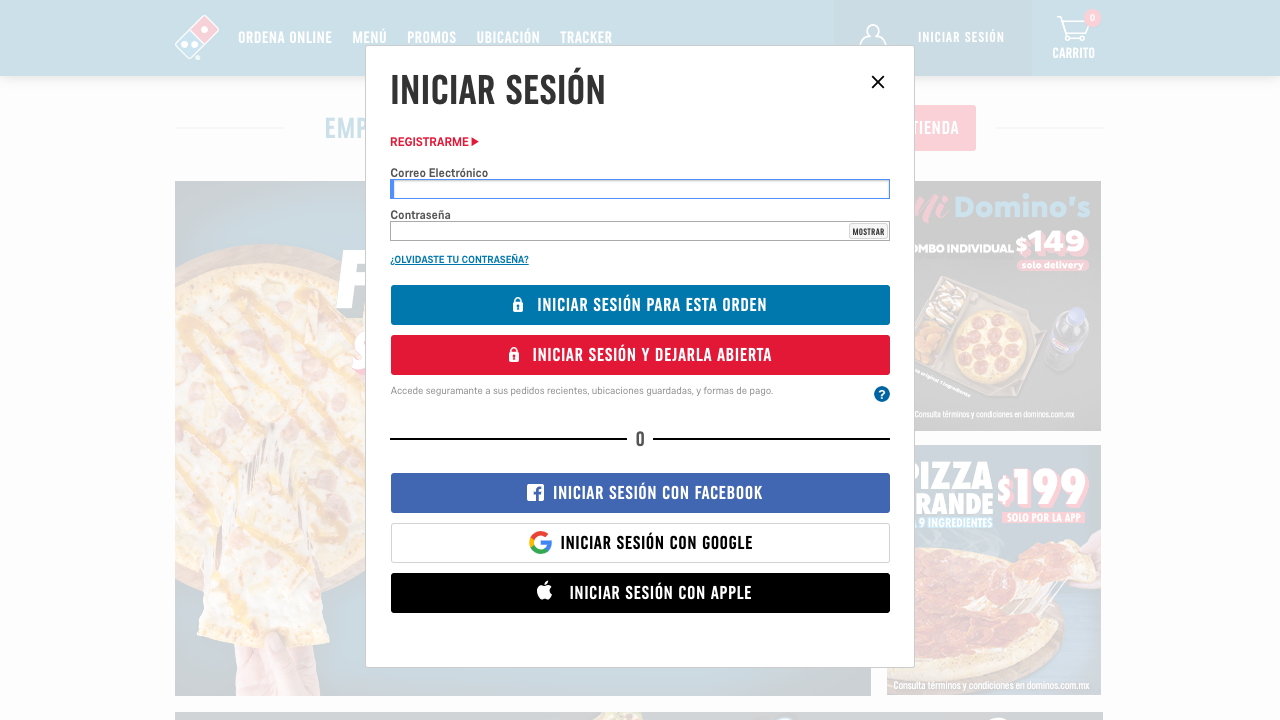 ORDENA ONLINE MENÚ PROMOS UBICACIÓN TRACKER
INICIAR SESIÓN
0
CARRITO
INICIAR SESIÓN
REGISTRARME
Correo Electrónico
Contraseña
MOSTRAR
¿OLVIDASTE TU CONTRASEÑA?
INICIAR SESIÓN PARA ESTA ORDEN
INICIAR SESIÓN Y DEJARLA ABIERTA
Accede seguramante a sus pedidos recientes, ubicaciones guardadas, y formas de pago.
?
O
INICIAR SESIÓN CON FACEBOOK
INICIAR SESIÓN CON GOOGLE
INICIAR SESIÓN CON APPLE
EMP
TIENDA
Mi Domino's
OMBO INDIVIDUAL $149
solo delivery
Consulta términos y condiciones en dominos.com.mx
PIZZA
RANDE
$199
9 INGREDIENTES
SOLO POR LA APP
Consulta términos y condiciones en dominos.com.mx